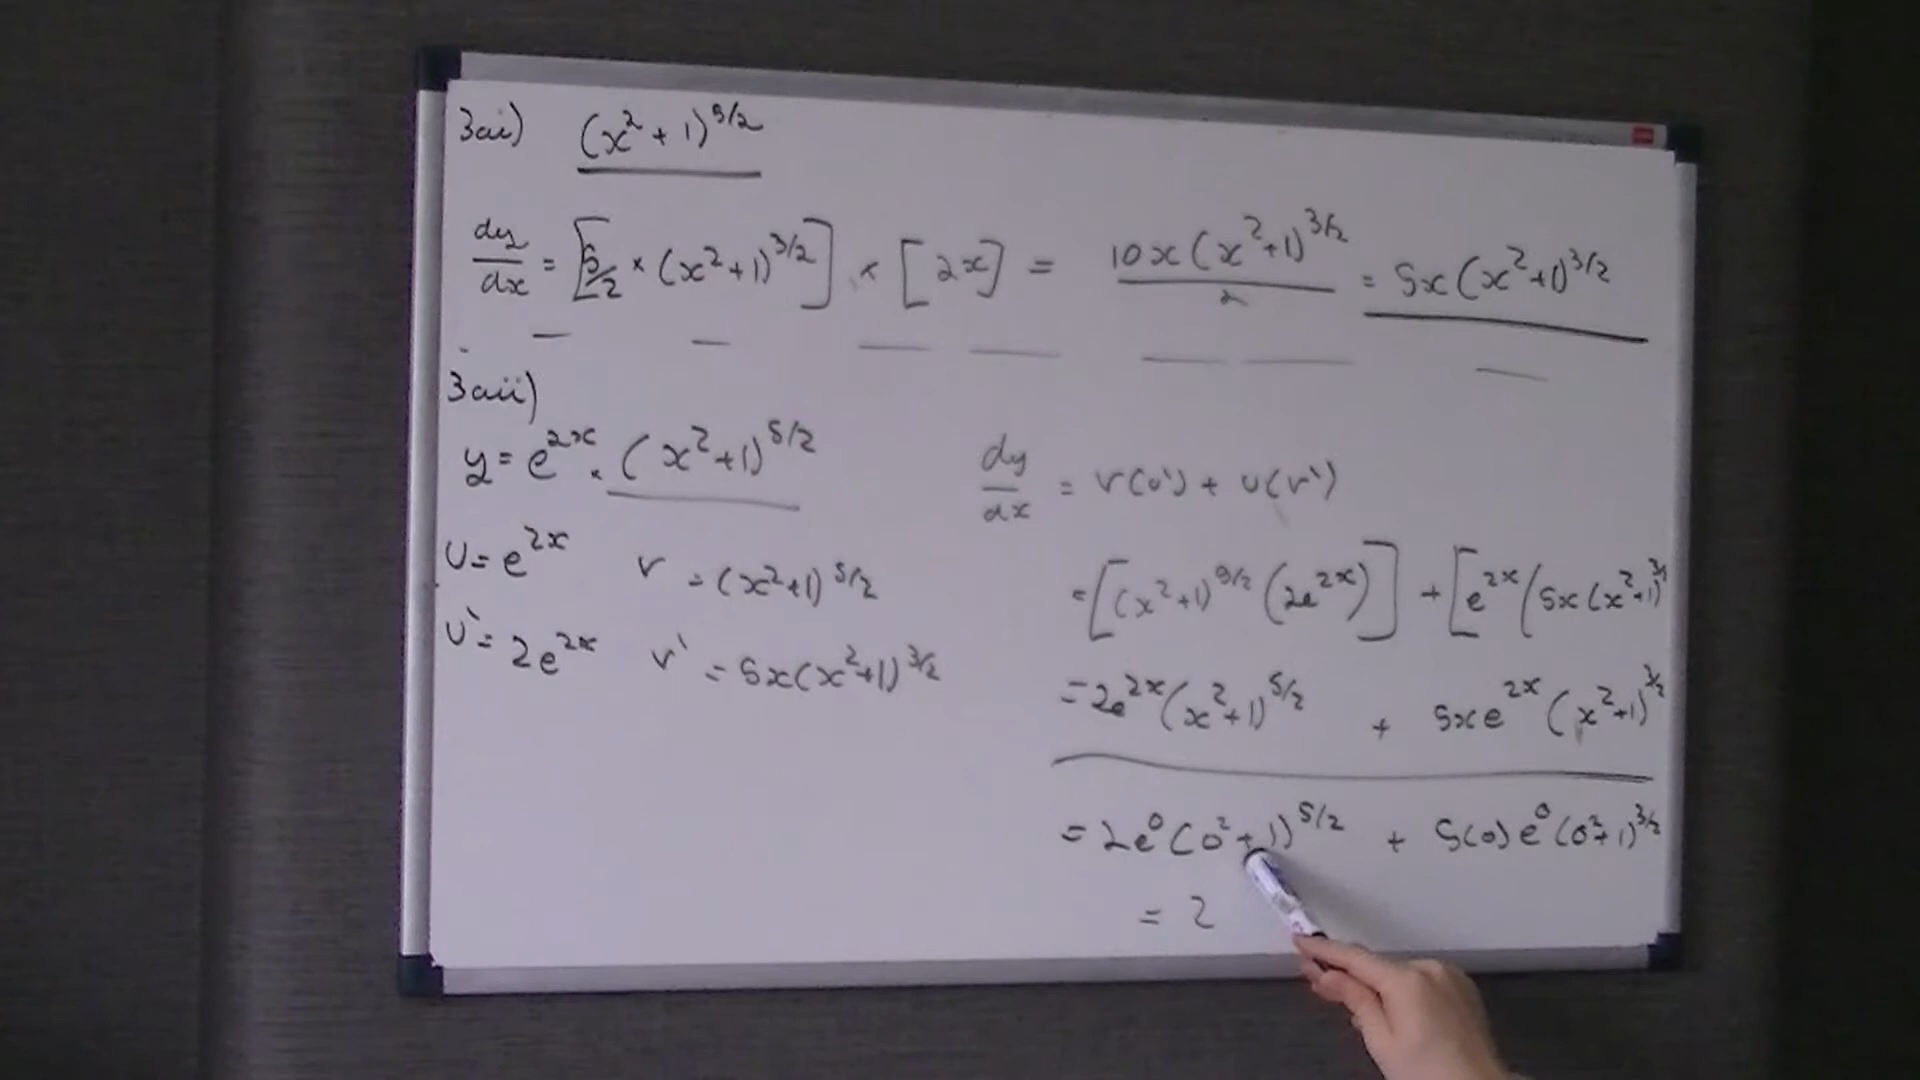 3ai) (x²+1)^5/2
dy/dx = [5/2 × (x²+1)^3/2] × [2x] = 10x(x²+1)^3/2 / 2 = 5x(x²+1)^3/2
3aii)
y = e^2x × (x²+1)^5/2
dy/dx = v(u') + u(v')
u = e^2x v = (x²+1)^5/2
u' = 2e^2x v' = 5x(x²+1)^3/2
= [(x²+1)^5/2 (2e^2x)] + [e^2x (5x(x²+1)^3/
= 2e^2x (x²+1)^5/2 + 5xe^2x (x²+1)^3/2
= 2e^0 (0²+1)^5/2 + 5(0)e^0 (0²+1)^3/2
= 2